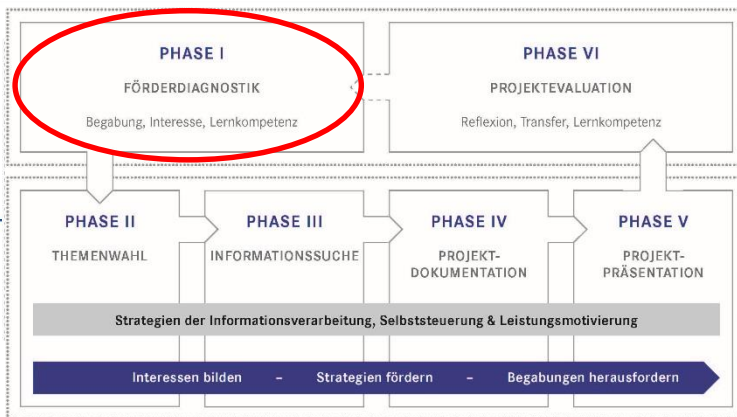 PHASE I
FÖRDERDIAGNOSTIK
Begabung, Interesse, Lernkompetenz
PHASE VI
PROJEKTEVALUATION
Reflexion, Transfer, Lernkompetenz
PHASE II
THEMENWAHL
PHASE III
INFORMATIONSSUCHE
PHASE IV
PROJEKT-
DOKUMENTATION
PHASE V
PROJEKT-
PRÄSENTATION
Strategien der Informationsverarbeitung, Selbststeuerung & Leistungsmotivierung
Interessen bilden – Strategien fördern – Begabungen herausfordern